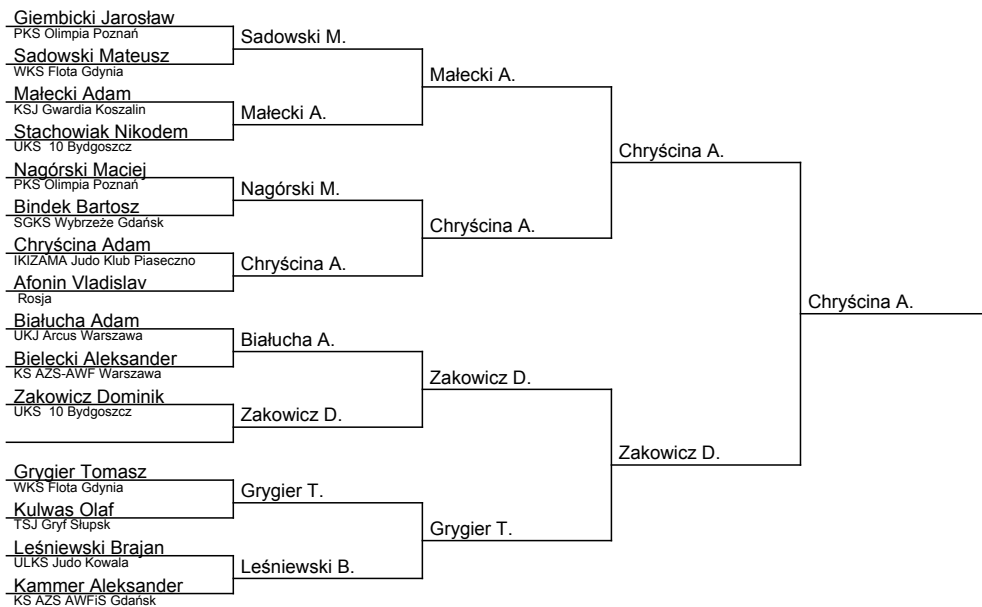 Giembicki Jarosław
PKS Olimpia Poznań
Sadowski Mateusz
WKS Flota Gdynia
Małecki Adam
KSJ Gwardia Koszalin
Stachowiak Nikodem
UKS 10 Bydgoszcz
Nagórski Maciej
PKS Olimpia Poznań
Bindek Bartosz
SGKS Wybrzeże Gdańsk
Chryścina Adam
IKIZAMA Judo Klub Piaseczno
Afonin Vladislav
Rosja
Białucha Adam
UKJ Arcus Warszawa
Bielecki Aleksander
KS AZS-AWF Warszawa
Zakowicz Dominik
UKS 10 Bydgoszcz
Grygier Tomasz
WKS Flota Gdynia
Kulwas Olaf
TSJ Gryf Słupsk
Leśniewski Brajan
ULKS Judo Kowala
Kammer Aleksander
KS AZS AWFiS Gdańsk
Sadowski M.
Małecki A.
Nagórski M.
Chryścina A.
Białucha A.
Zakowicz D.
Grygier T.
Leśniewski B.
Małecki A.
Chryścina A.
Zakowicz D.
Grygier T.
Chryścina A.
Zakowicz D.
Chryścina A.